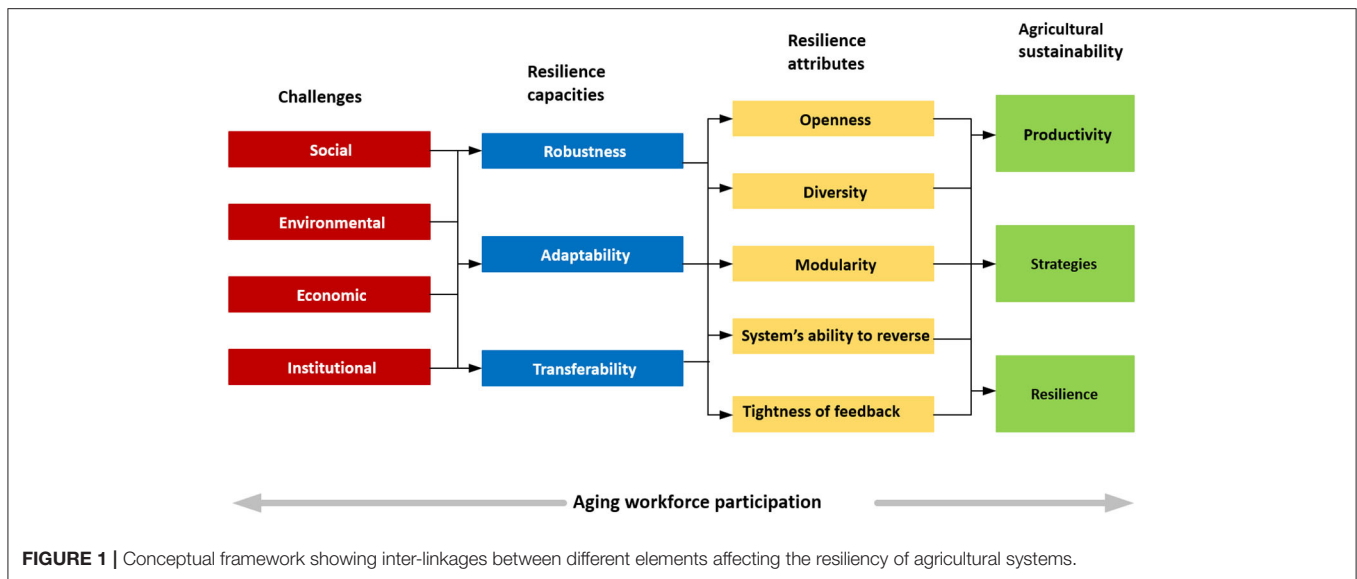 Challenges
Social
Environmental
Economic
Institutional
Resilience
capacities
Robustness
Adaptability
Transferability
Resilience
attributes
Openness
Diversity
Modularity
System's ability to reverse
Tightness of feedback
Agricultural
sustainability
Productivity
Strategies
Resilience
Aging workforce participation
FIGURE 1 | Conceptual framework showing inter-linkages between different elements affecting the resiliency of agricultural systems.